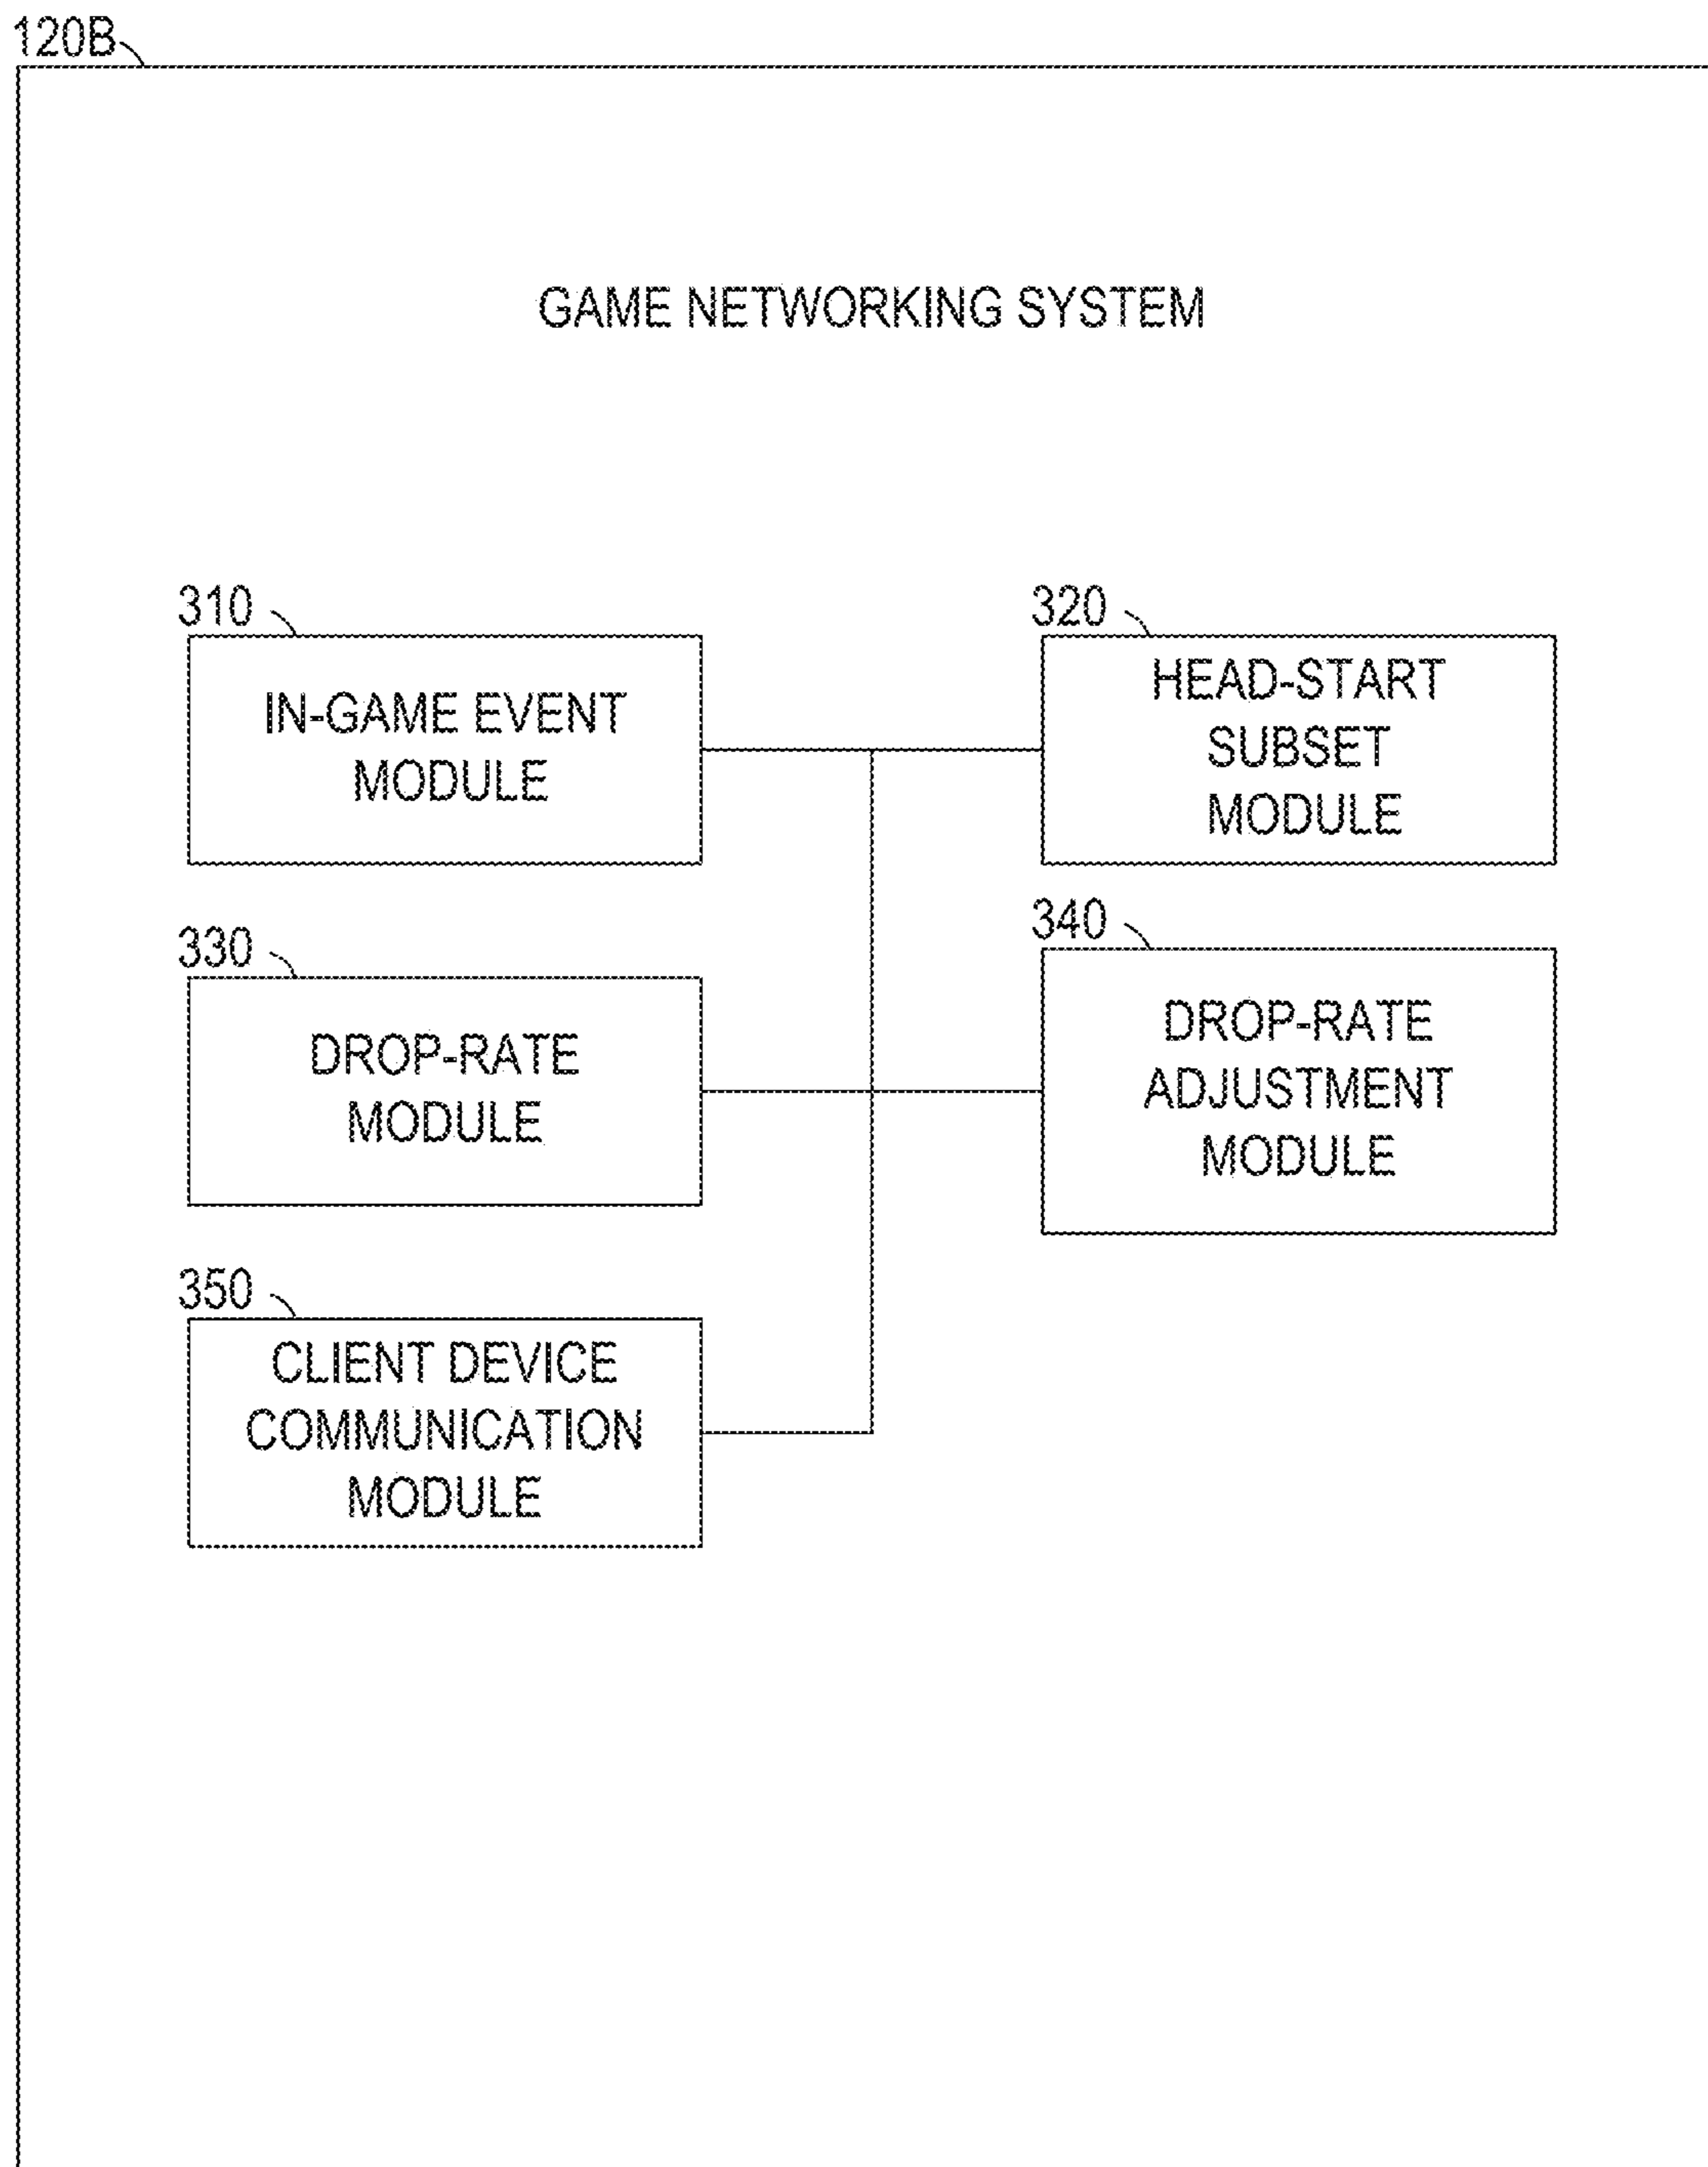 120B
GAME NETWORKING SYSTEM
310
IN-GAME EVENT
MODULE
320
HEAD-START
SUBSET
MODULE
330
DROP-RATE
MODULE
340
DROP-RATE
ADJUSTMENT
MODULE
350
CLIENT DEVICE
COMMUNICATION
MODULE